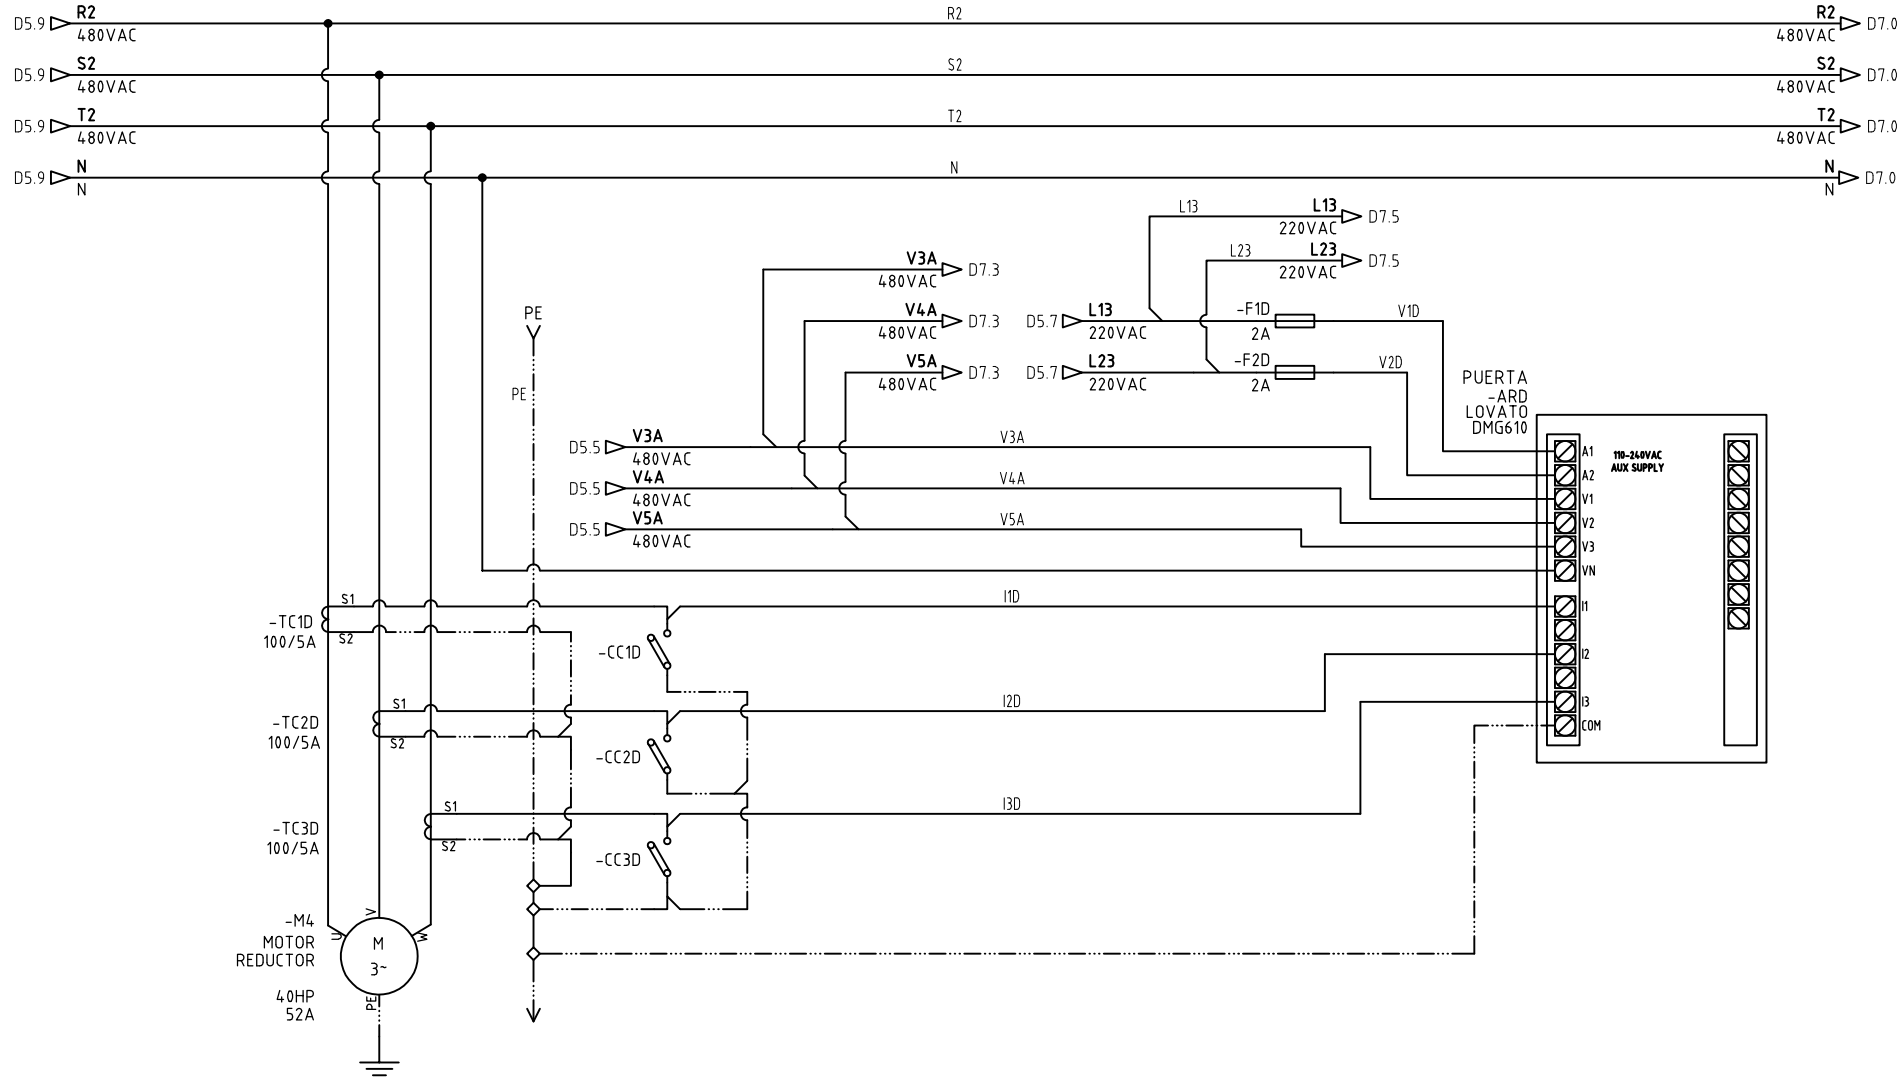 D5.9 R2 R2 R2 D7.0
480VAC 480VAC
D5.9 S2 S2 S2 D7.0
480VAC 480VAC
D5.9 T2 T2 T2 D7.0
480VAC 480VAC
D5.9 N N N D7.0
N N
L13 L13 D7.5
220VAC
L23 L23 D7.5
220VAC
V3A D7.3
480VAC
V4A D7.3
480VAC
V5A D7.3
480VAC
D5.7 L13 -F1D V1D
220VAC 2A
D5.7 L23 -F2D V2D
220VAC 2A
PE
PE
PUERTA
-ARD
LOVATO
DMG610
D5.5 V3A V3A
480VAC
D5.5 V4A V4A
480VAC
D5.5 V5A V5A
480VAC
110-240VAC
AUX SUPPLY
A1
A2
V1
V2
V3
VN
I1
I2
I3
COM
S1 I1D
-TC1D
100/5A
S2
-CC1D
S1 I2D
-TC2D
100/5A
S2
-CC2D
S1 I3D
-TC3D
100/5A
S2
-CC3D
-M4
MOTOR
REDUCTOR
40HP
52A
U
V
W
M
3~
PE